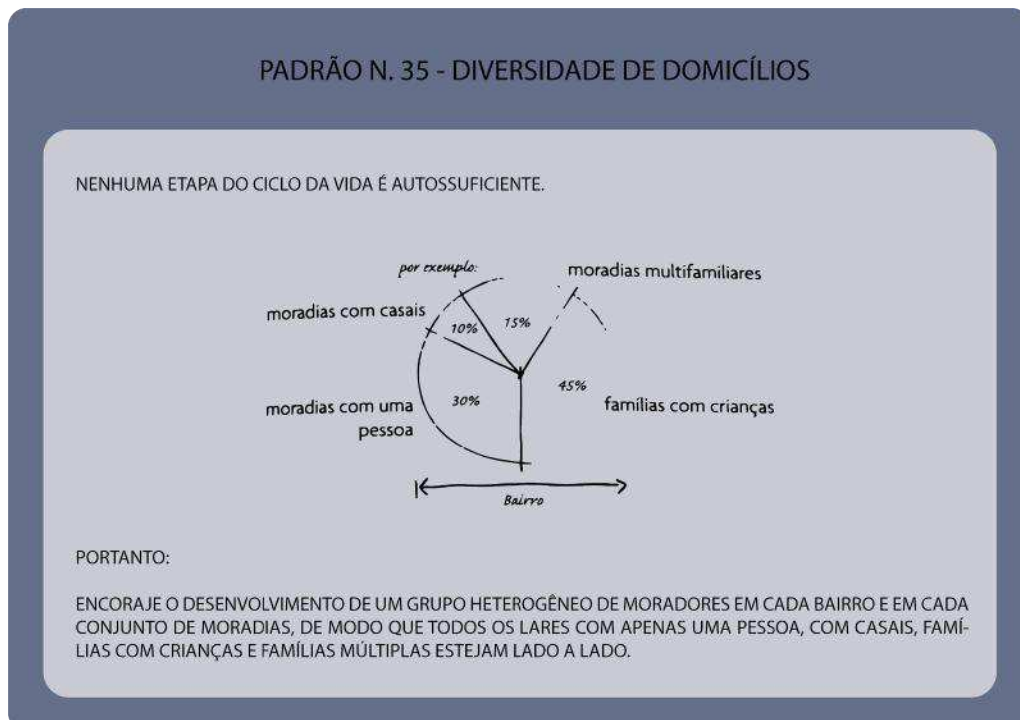 PADRÃO N. 35 - DIVERSIDADE DE DOMICÍLIOS
NENHUMA ETAPA DO CICLO DA VIDA É AUTOSSUFICIENTE.
por exemplo:
moradias multifamiliares
moradias com casais
10%
15%
45%
30%
famílias com crianças
moradias com uma
pessoa
Bairro
PORTANTO:
ENCORAJE O DESENVOLVIMENTO DE UM GRUPO HETEROGÊNEO DE MORADORES EM CADA BAIRRO E EM CADA
CONJUNTO DE MORADIAS, DE MODO QUE TODOS OS LARES COM APENAS UMA PESSOA, COM CASAIS, FAMÍ-
LIAS COM CRIANÇAS E FAMÍLIAS MÚLTIPLAS ESTEJAM LADO A LADO.